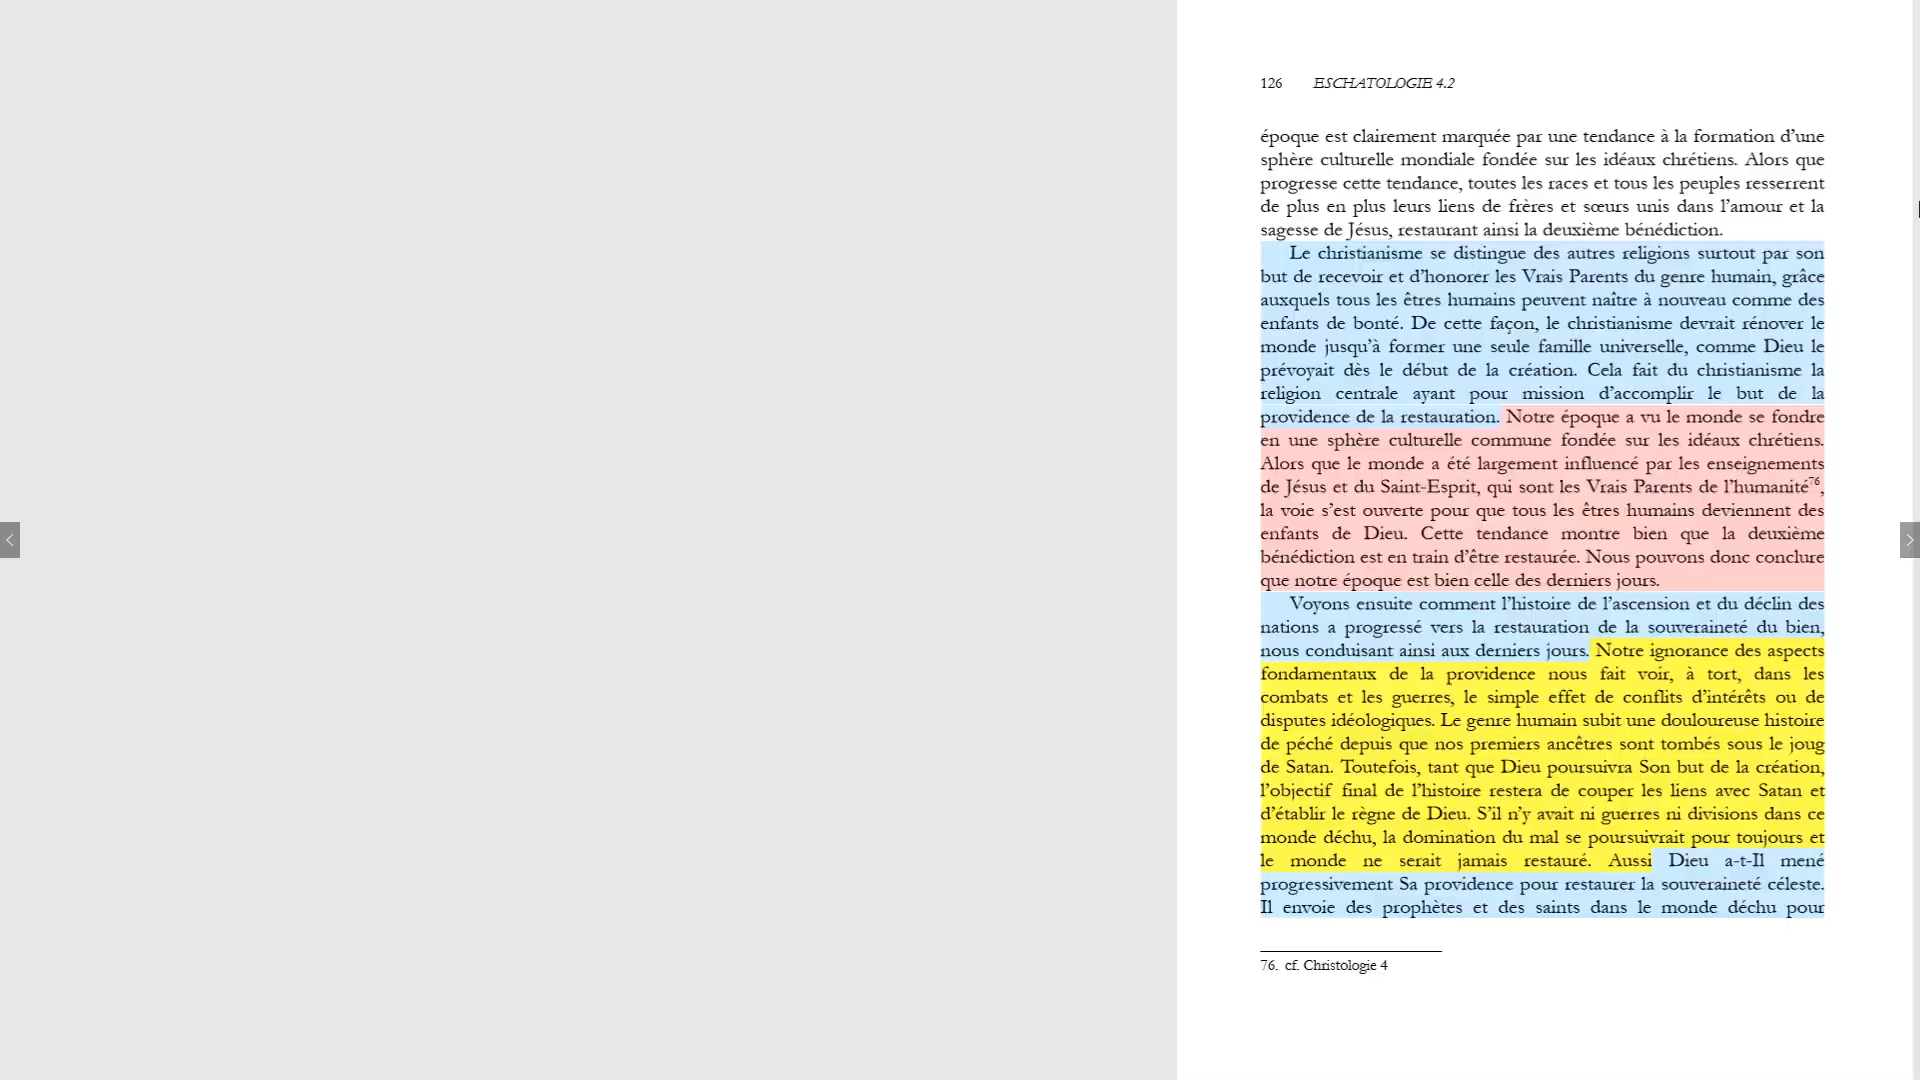 126 ESCHATOLOGIE 4.2
époque est clairement marquée par une tendance à la formation d’une
sphère culturelle mondiale fondée sur les idéaux chrétiens. Alors que
progresse cette tendance, toutes les races et tous les peuples resserrent
de plus en plus leurs liens de frères et sœurs unis dans l’amour et la
sagesse de Jésus, restaurant ainsi la deuxième bénédiction.
Le christianisme se distingue des autres religions surtout par son
but de recevoir et d’honorer les Vrais Parents du genre humain, grâce
auxquels tous les êtres humains peuvent naître à nouveau comme des
enfants de bonté. De cette façon, le christianisme devrait rénover le
monde jusqu’à former une seule famille universelle, comme Dieu le
prévoyait dès le début de la création. Cela fait du christianisme la
religion centrale ayant pour mission d’accomplir le but de la
providence de la restauration. Notre époque a vu le monde se fondre
en une sphère culturelle commune fondée sur les idéaux chrétiens.
Alors que le monde a été largement influencé par les enseignements
de Jésus et du Saint-Esprit, qui sont les Vrais Parents de l’humanité76,
la voie s’est ouverte pour que tous les êtres humains deviennent des
enfants de Dieu. Cette tendance montre bien que la deuxième
bénédiction est en train d’être restaurée. Nous pouvons donc conclure
que notre époque est bien celle des derniers jours.
Voyons ensuite comment l’histoire de l’ascension et du déclin des
nations a progressé vers la restauration de la souveraineté du bien,
nous conduisant ainsi aux derniers jours. Notre ignorance des aspects
fondamentaux de la providence nous fait voir, à tort, dans les
combats et les guerres, le simple effet de conflits d’intérêts ou de
disputes idéologiques. Le genre humain subit une douloureuse histoire
de péché depuis que nos premiers ancêtres sont tombés sous le joug
de Satan. Toutefois, tant que Dieu poursuivra Son but de la création,
l’objectif final de l’histoire restera de couper les liens avec Satan et
d’établir le règne de Dieu. S’il n’y avait ni guerres ni divisions dans ce
monde déchu, la domination du mal se poursuivrait pour toujours et
le monde ne serait jamais restauré. Aussi Dieu a-t-Il mené
progressivement Sa providence pour restaurer la souveraineté céleste.
Il envoie des prophètes et des saints dans le monde déchu pour
76. cf. Christologie 4